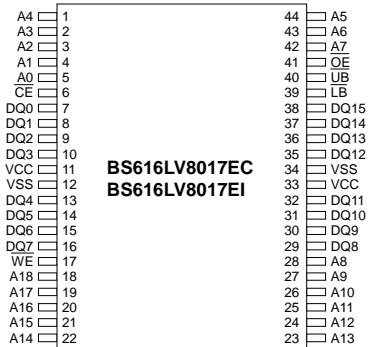 A4 1 44 A5
A3 2 43 A6
A2 3 42 A7
A1 4 41 OE
A0 5 40 UB
CE 6 39 LB
DQ0 7 38 DQ15
DQ1 8 37 DQ14
DQ2 9 36 DQ13
DQ3 10 35 DQ12
VCC 11 BS616LV8017EC 34 VSS
VSS 12 BS616LV8017EI 33 VCC
DQ4 13 32 DQ11
DQ5 14 31 DQ10
DQ6 15 30 DQ9
DQ7 16 29 DQ8
WE 17 28 A8
A18 18 27 A9
A17 19 26 A10
A16 20 25 A11
A15 21 24 A12
A14 22 23 A13